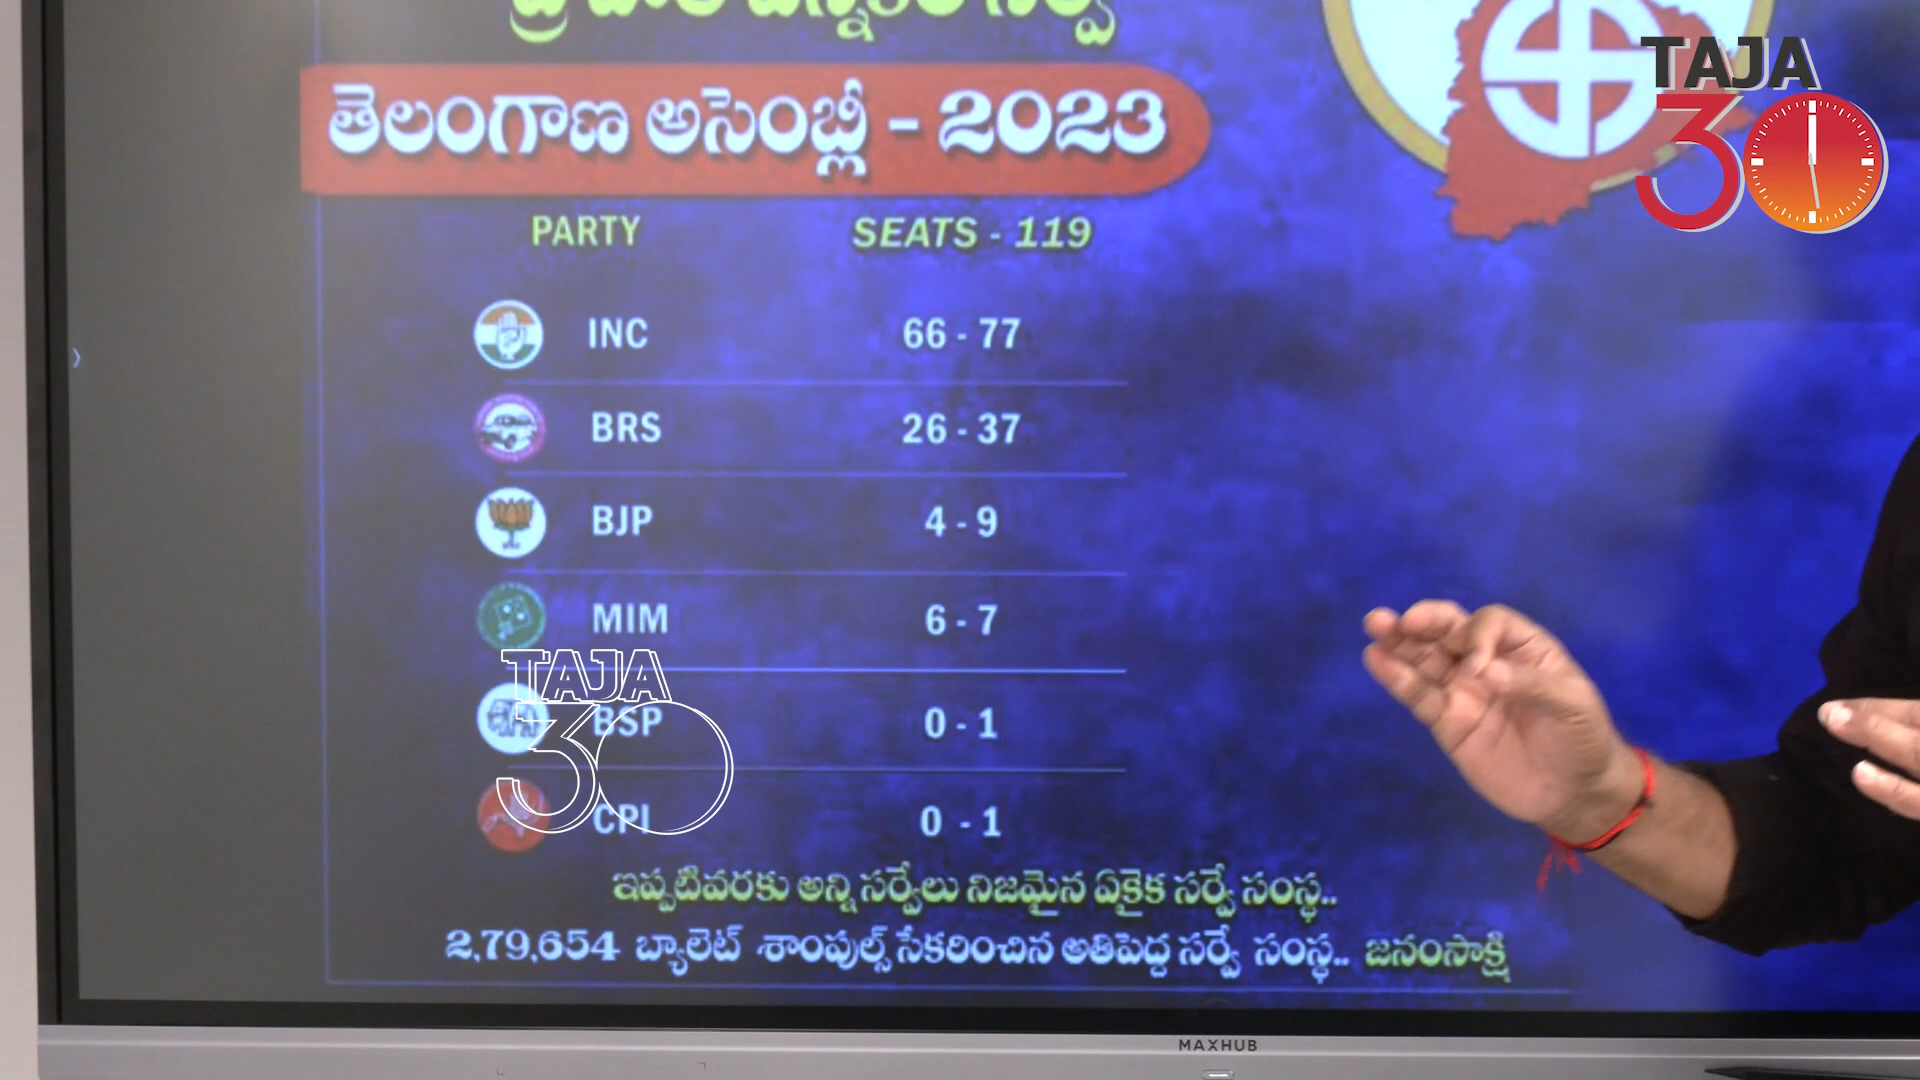 TAJA
30
తెలంగాణ అసెంబ్లీ - 2023
PARTY SEATS - 119
INC 66 - 77
BRS 26 - 37
BJP 4 - 9
MIM 6 - 7
TAJA
30
BSP 0 - 1
CPI 0 - 1
ఇప్పటివరకు అన్ని సర్వేలు నిజమైన ఏకైక సర్వే సంస్థ..
2,79,654 బ్యాలెట్ శాంపుల్స్ సేకరించిన అతిపెద్ద సర్వే సంస్థ.. జనంసాక్షి
MAXHUB